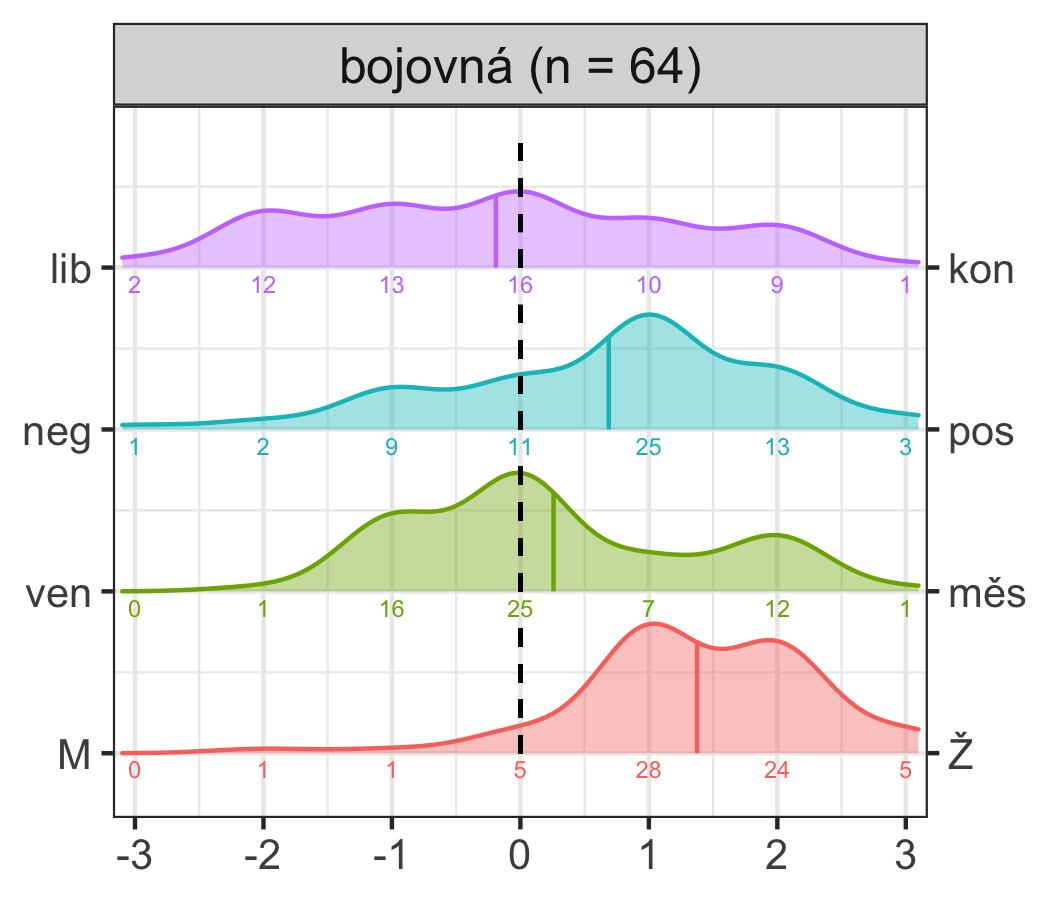 bojovná (n = 64)
lib kon
2 12 13 16 10 9 1
neg pos
1 2 9 11 25 13 3
ven měs
0 1 16 25 7 12 1
M Ž
0 1 1 5 28 24 5
-3 -2 -1 0 1 2 3